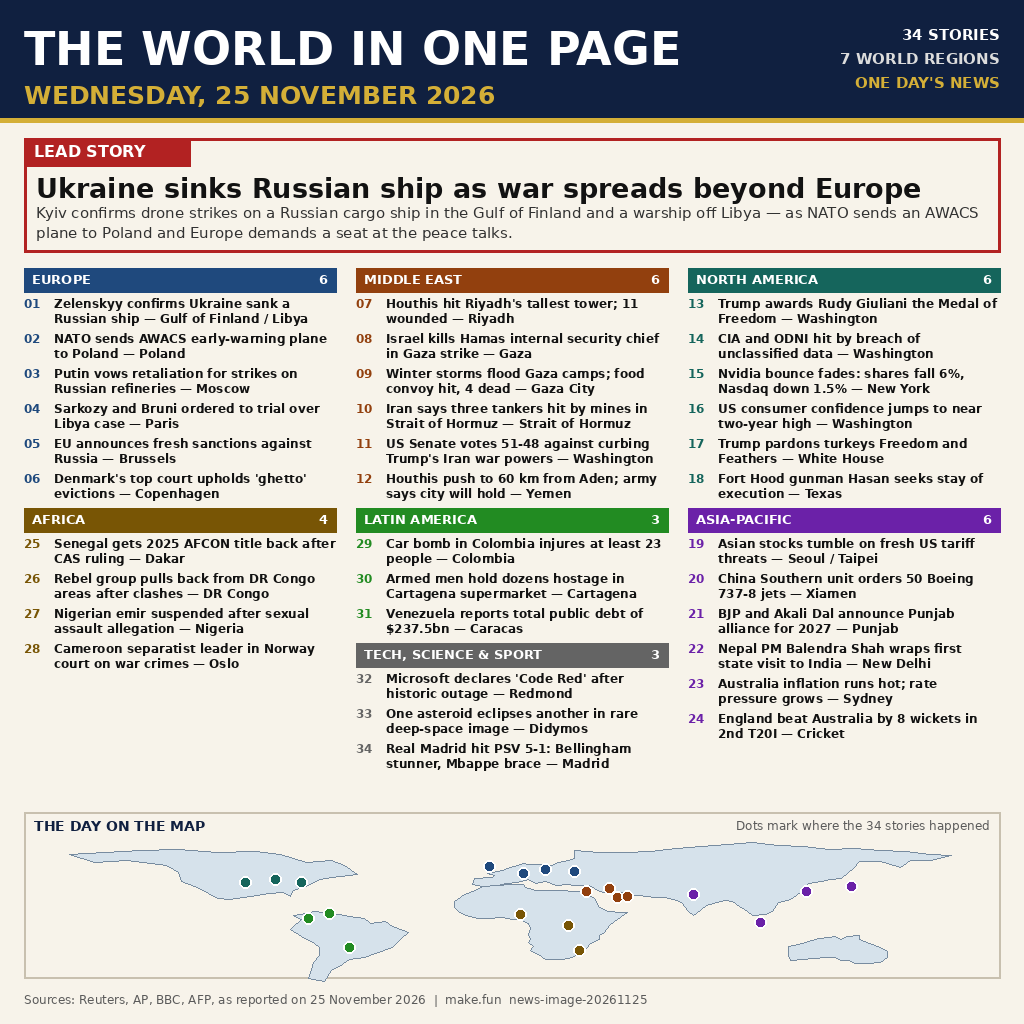 THE WORLD IN ONE PAGE
WEDNESDAY, 25 NOVEMBER 2026
34 STORIES
7 WORLD REGIONS
ONE DAY'S NEWS
LEAD STORY
Ukraine sinks Russian ship as war spreads beyond Europe
Kyiv confirms drone strikes on a Russian cargo ship in the Gulf of Finland and a warship off Libya — as NATO sends an AWACS
plane to Poland and Europe demands a seat at the peace talks.
EUROPE 6
01 Zelenskyy confirms Ukraine sank a
Russian ship — Gulf of Finland / Libya
02 NATO sends AWACS early-warning plane
to Poland — Poland
03 Putin vows retaliation for strikes on
Russian refineries — Moscow
04 Sarkozy and Bruni ordered to trial over
Libya case — Paris
05 EU announces fresh sanctions against
Russia — Brussels
06 Denmark's top court upholds 'ghetto'
evictions — Copenhagen
MIDDLE EAST 6
07 Houthis hit Riyadh's tallest tower; 11
wounded — Riyadh
08 Israel kills Hamas internal security chief
in Gaza strike — Gaza
09 Winter storms flood Gaza camps; food
convoy hit, 4 dead — Gaza City
10 Iran says three tankers hit by mines in
Strait of Hormuz — Strait of Hormuz
11 US Senate votes 51-48 against curbing
Trump's Iran war powers — Washington
12 Houthis push to 60 km from Aden; army
says city will hold — Yemen
NORTH AMERICA 6
13 Trump awards Rudy Giuliani the Medal of
Freedom — Washington
14 CIA and ODNI hit by breach of
unclassified data — Washington
15 Nvidia bounce fades: shares fall 6%,
Nasdaq down 1.5% — New York
16 US consumer confidence jumps to near
two-year high — Washington
17 Trump pardons turkeys Freedom and
Feathers — White House
18 Fort Hood gunman Hasan seeks stay of
execution — Texas
AFRICA 4
25 Senegal gets 2025 AFCON title back after
CAS ruling — Dakar
26 Rebel group pulls back from DR Congo
areas after clashes — DR Congo
27 Nigerian emir suspended after sexual
assault allegation — Nigeria
28 Cameroon separatist leader in Norway
court on war crimes — Oslo
LATIN AMERICA 3
29 Car bomb in Colombia injures at least 23
people — Colombia
30 Armed men hold dozens hostage in
Cartagena supermarket — Cartagena
31 Venezuela reports total public debt of
$237.5bn — Caracas
TECH, SCIENCE & SPORT 3
32 Microsoft declares 'Code Red' after
historic outage — Redmond
33 One asteroid eclipses another in rare
deep-space image — Didymos
34 Real Madrid hit PSV 5-1: Bellingham
stunner, Mbappe brace — Madrid
ASIA-PACIFIC 6
19 Asian stocks tumble on fresh US tariff
threats — Seoul / Taipei
20 China Southern unit orders 50 Boeing
737-8 jets — Xiamen
21 BJP and Akali Dal announce Punjab
alliance for 2027 — Punjab
22 Nepal PM Balendra Shah wraps first
state visit to India — New Delhi
23 Australia inflation runs hot; rate
pressure grows — Sydney
24 England beat Australia by 8 wickets in
2nd T20I — Cricket
THE DAY ON THE MAP
Dots mark where the 34 stories happened
Sources: Reuters, AP, BBC, AFP, as reported on 25 November 2026 | make.fun news-image-20261125